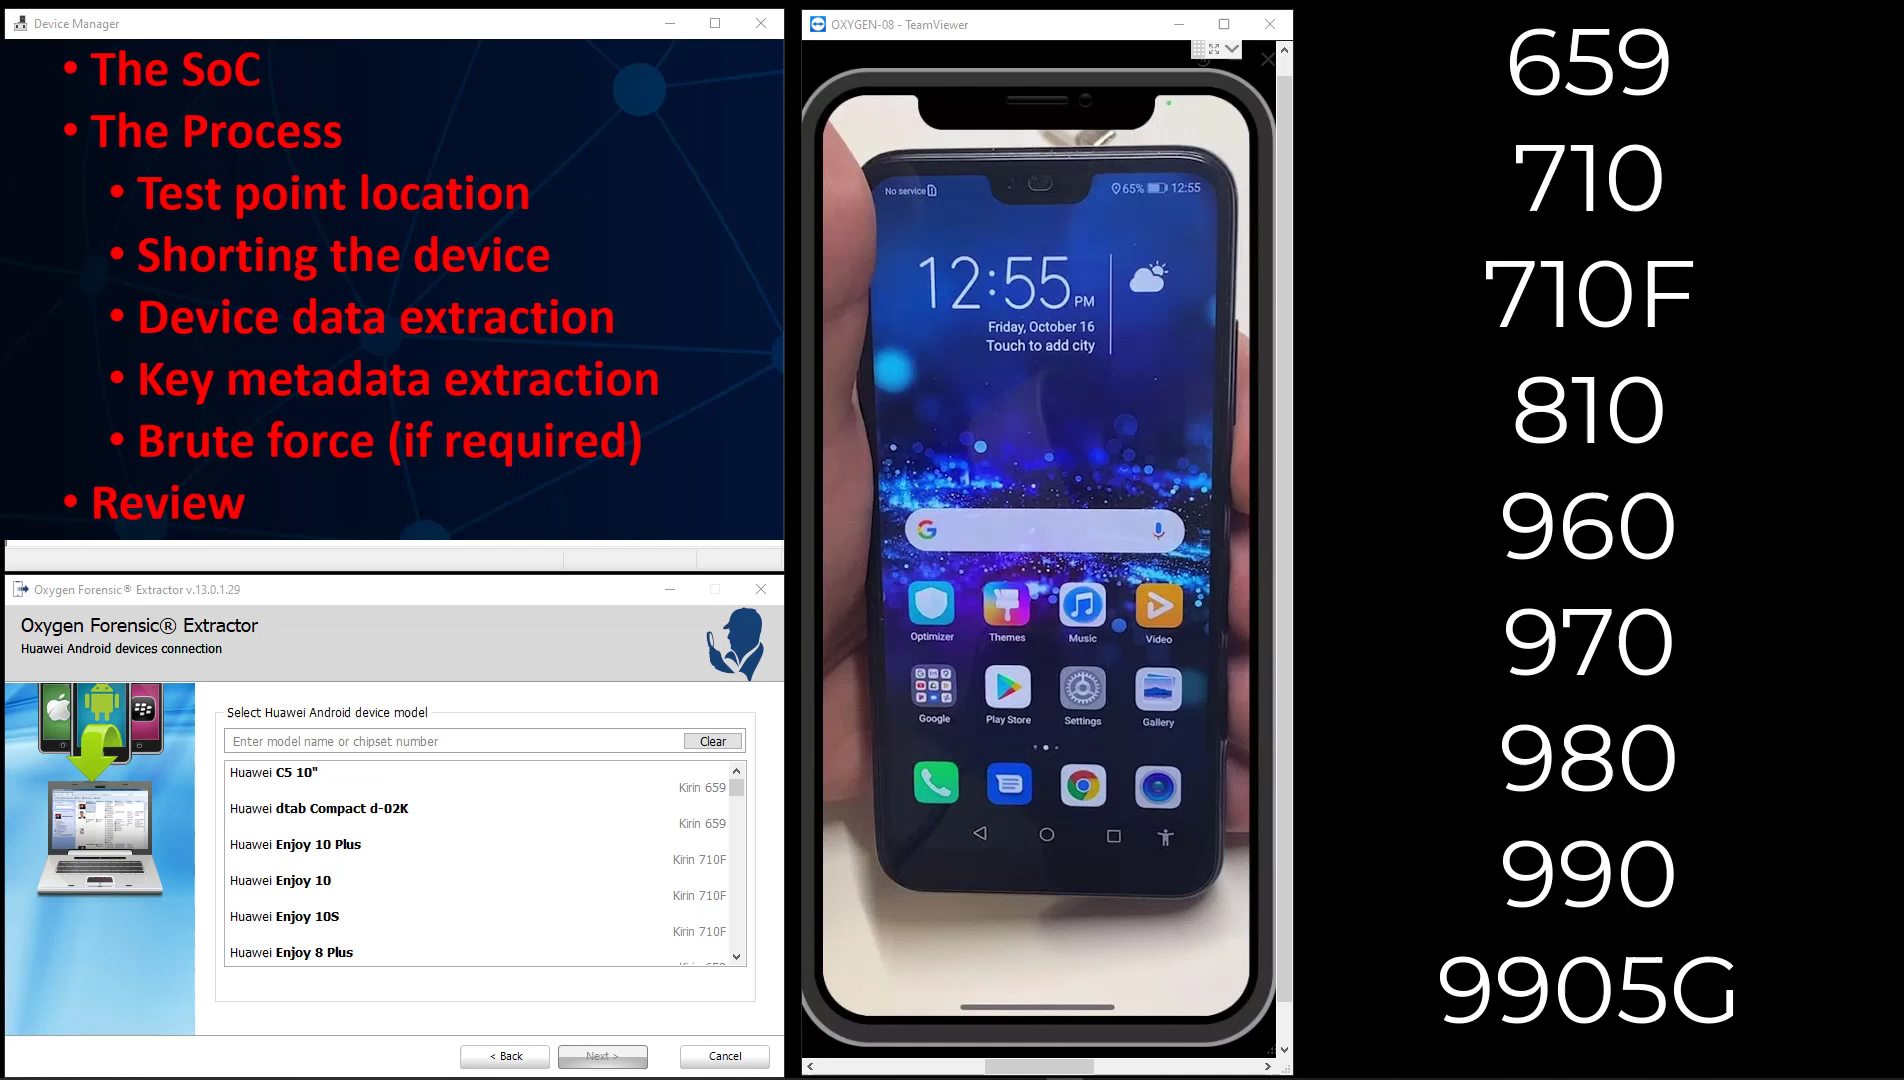 Device Manager
• The SoC
• The Process
• Test point location
• Shorting the device
• Device data extraction
• Key metadata extraction
• Brute force (if required)
• Review
Oxygen Forensic® Extractor v.13.0.1.29
Oxygen Forensic® Extractor
Huawei Android devices connection
Select Huawei Android device model
Enter model name or chipset number
Clear
Huawei C5 10"
Kirin 659
Huawei dtab Compact d-02K
Kirin 659
Huawei Enjoy 10 Plus
Kirin 710F
Huawei Enjoy 10
Kirin 710F
Huawei Enjoy 10S
Kirin 710F
Huawei Enjoy 8 Plus
< Back
Next >
Cancel
OXYGEN-08 - TeamViewer
No service
65% 12:55
12:55 PM
Friday, October 16
Touch to add city
G
Optimizer Themes Music Video
Google Play Store Settings Gallery
659
710
710F
810
960
970
980
990
9905G